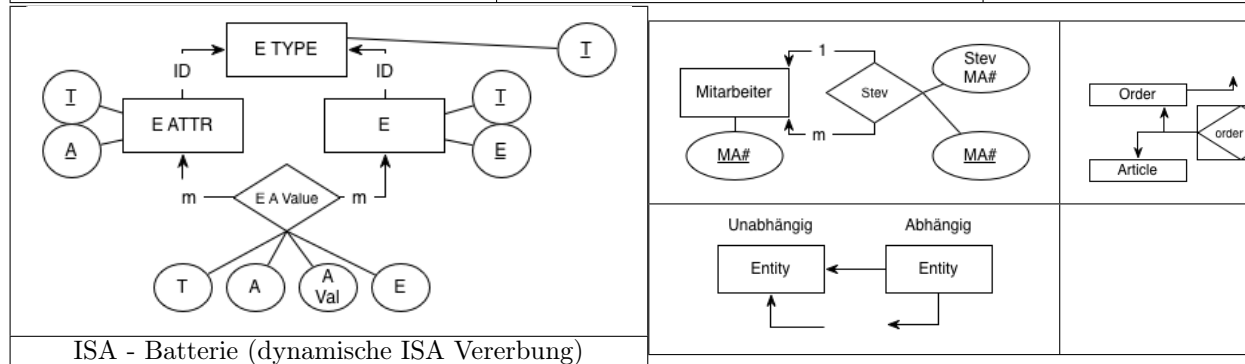 E TYPE
T
ID
ID
T
A
E ATTR
E
T
E
m
E A Value
m
T
A
A
Val
E
ISA - Batterie (dynamische ISA Vererbung)
1
Mitarbeiter
Stev
Stev
MA#
m
MA#
MA#
Order
order
Article
Unabhängig
Abhängig
Entity
Entity